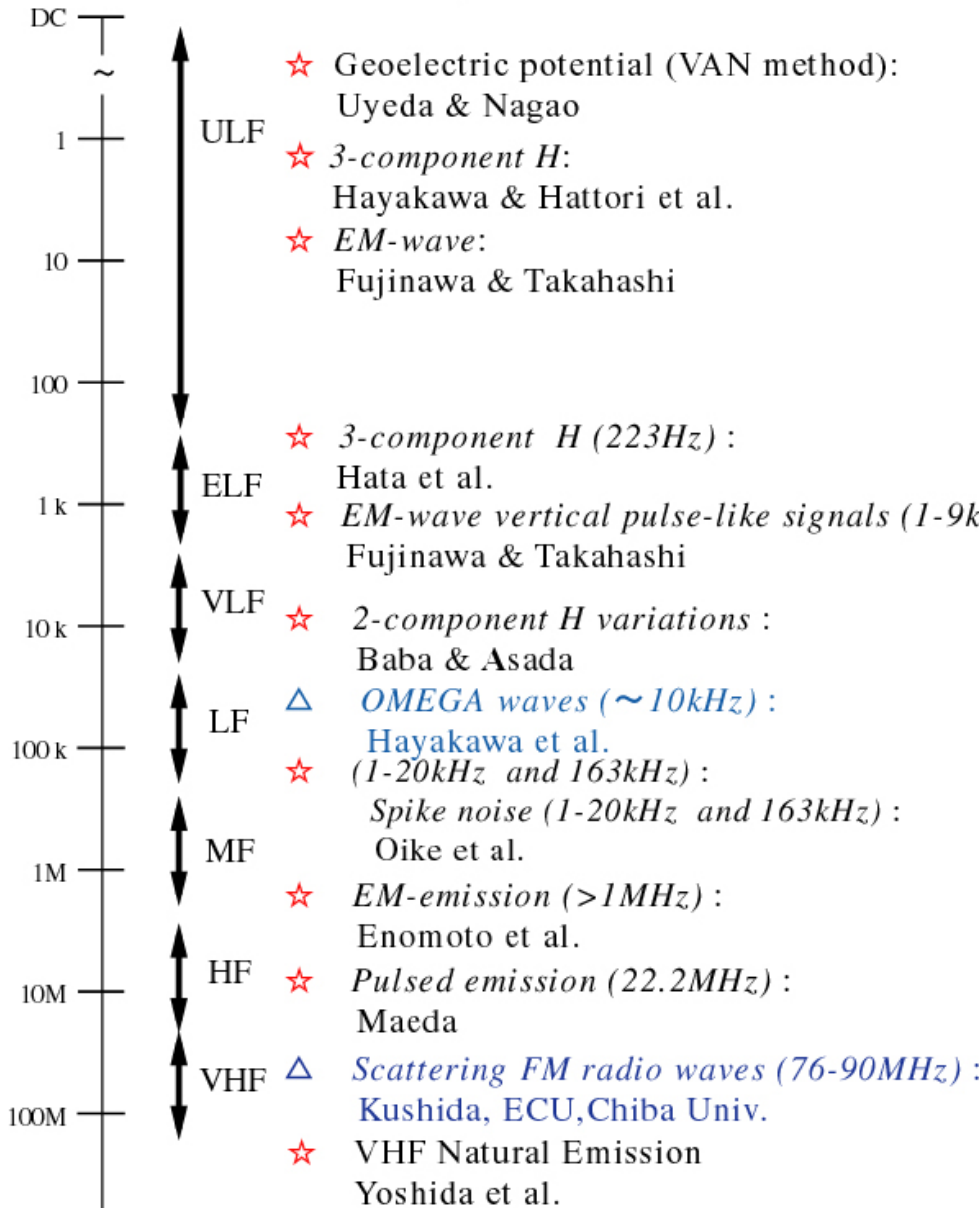 DC
~
1
10
100
1 k
10 k
100 k
1M
10M
100M
ULF
ELF
VLF
LF
MF
HF
VHF
☆ Geoelectric potential (VAN method):
Uyeda & Nagao
☆ 3-component H:
Hayakawa & Hattori et al.
☆ EM-wave:
Fujinawa & Takahashi
☆ 3-component H (223Hz) :
Hata et al.
☆ EM-wave vertical pulse-like signals (1-9k
Fujinawa & Takahashi
☆ 2-component H variations :
Baba & Asada
△ OMEGA waves (~10kHz) :
Hayakawa et al.
☆ (1-20kHz and 163kHz) :
Spike noise (1-20kHz and 163kHz) :
Oike et al.
☆ EM-emission (>1MHz) :
Enomoto et al.
☆ Pulsed emission (22.2MHz) :
Maeda
△ Scattering FM radio waves (76-90MHz) :
Kushida, ECU,Chiba Univ.
☆ VHF Natural Emission
Yoshida et al.